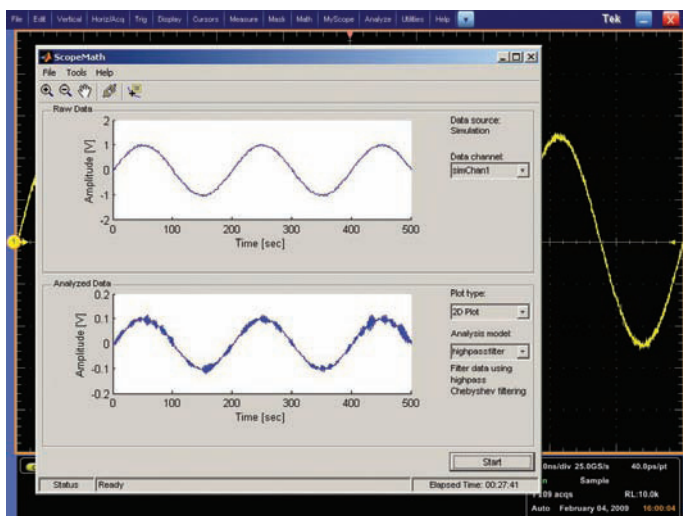 File Edit Vertical Horiz/Acq Trig Display Cursors Measure Mask Math MyScope Analyze Utilities Help Tek
ScopeMath
File Tools Help
Raw Data
2
1
0
-1
-2
Amplitude [V]
0 100 200 300 400 500
Time [sec]
Data source:
Simulation
Data channel:
simChan1
Analyzed Data
0.2
0.1
0
-0.1
-0.2
Amplitude [V]
0 100 200 300 400 500
Time [sec]
Plot type:
2D Plot
Analysis model:
highpassfilter
Filter data using
highpass
Chebyshev filtering
Start
Status Ready Elapsed Time: 00:27:41
1
0ns/div 25.0GS/s 40.0ps/pt
Sample
acqs RL:10.0k
Auto February 04, 2009 16:00:04